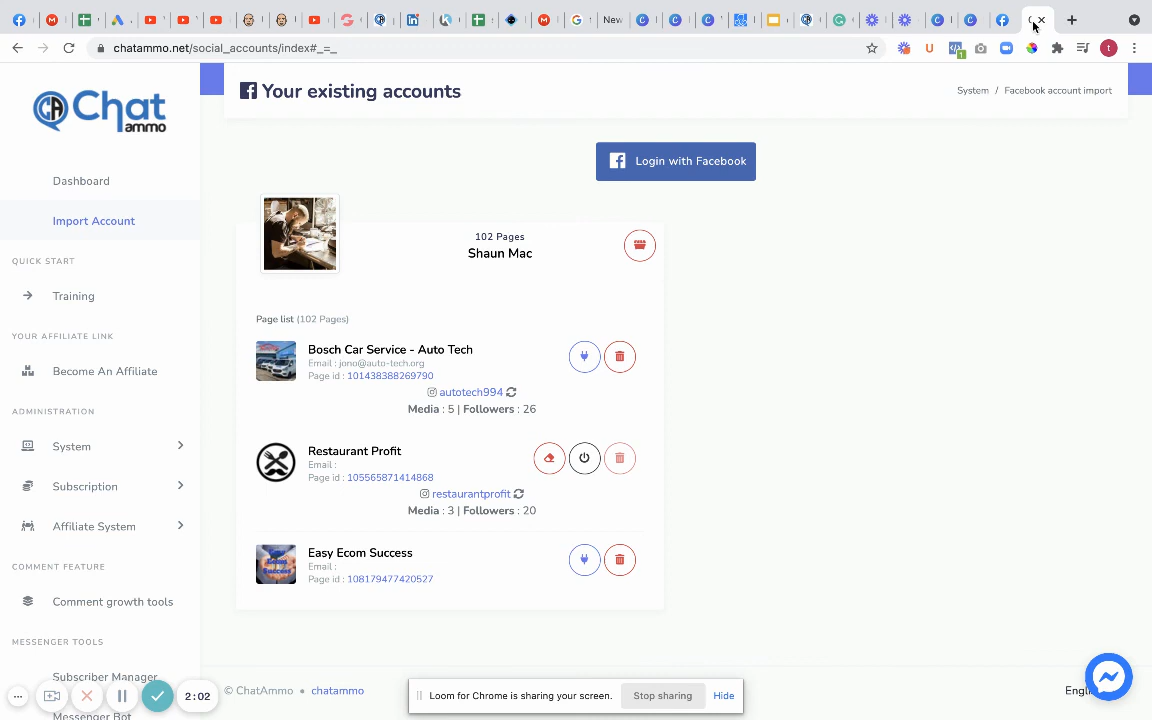 chatammo.net/social_accounts/index#_=_
Chat
ammo
Your existing accounts
System / Facebook account import
Login with Facebook
Dashboard
Import Account
QUICK START
Training
YOUR AFFILIATE LINK
Become An Affiliate
ADMINISTRATION
System
Subscription
Affiliate System
COMMENT FEATURE
Comment growth tools
MESSENGER TOOLS
Subscriber Manager
Messenger Bot
102 Pages
Shaun Mac
Page list (102 Pages)
Bosch Car Service - Auto Tech
Email : jono@auto-tech.org
Page id : 101438388269790
autotech994
Media : 5 | Followers : 26
Restaurant Profit
Email :
Page id : 105565871414868
restaurantprofit
Media : 3 | Followers : 20
Easy Ecom Success
Email :
Page id : 108179477420527
2:02
© ChatAmmo • chatammo
Loom for Chrome is sharing your screen.
Stop sharing
Hide